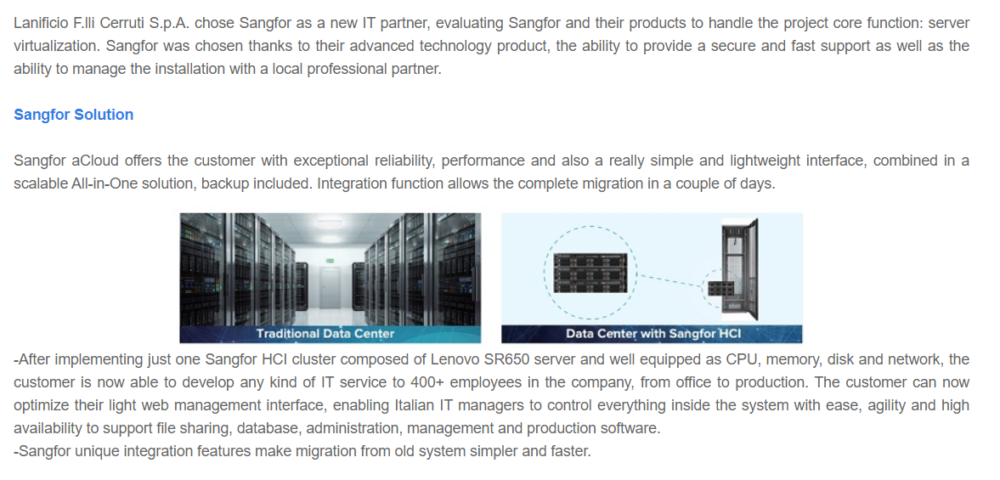 Lanificio F.lli Cerruti S.p.A. chose Sangfor as a new IT partner, evaluating Sangfor and their products to handle the project core function: server
virtualization. Sangfor was chosen thanks to their advanced technology product, the ability to provide a secure and fast support as well as the
ability to manage the installation with a local professional partner.
Sangfor Solution
Sangfor aCloud offers the customer with exceptional reliability, performance and also a really simple and lightweight interface, combined in a
scalable All-in-One solution, backup included. Integration function allows the complete migration in a couple of days.
Traditional Data Center
Data Center with Sangfor HCI
-After implementing just one Sangfor HCI cluster composed of Lenovo SR650 server and well equipped as CPU, memory, disk and network, the
customer is now able to develop any kind of IT service to 400+ employees in the company, from office to production. The customer can now
optimize their light web management interface, enabling Italian IT managers to control everything inside the system with ease, agility and high
availability to support file sharing, database, administration, management and production software.
-Sangfor unique integration features make migration from old system simpler and faster.